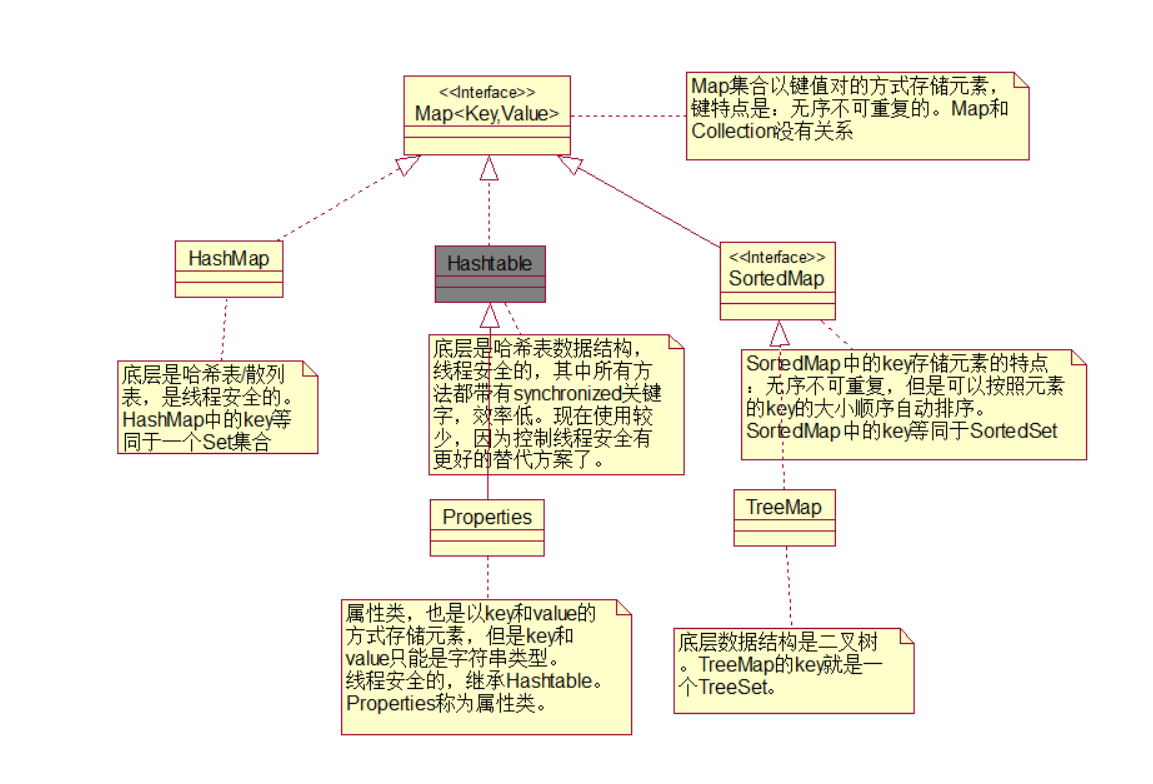 <<Interface>>
Map<Key,Value>
Map集合以键值对的方式存储元素，
键特点是：无序不可重复的。Map和
Collection没有关系
HashMap
Hashtable
<<Interface>>
SortedMap
底层是哈希表/散列
表，是线程安全的。
HashMap中的key等
同于一个Set集合
底层是哈希表数据结构，
线程安全的，其中所有方
法都带有synchronized关键
字，效率低。现在使用较
少，因为控制线程安全有
更好的替代方案了。
SortedMap中的key存储元素的特点
：无序不可重复，但是可以按照元素
的key的大小顺序自动排序。
SortedMap中的key等同于SortedSet
Properties
TreeMap
属性类，也是以key和value的
方式存储元素，但是key和
value只能是字符串类型。
线程安全的，继承Hashtable。
Properties称为属性类。
底层数据结构是二叉树
。TreeMap的key就是一
个TreeSet。